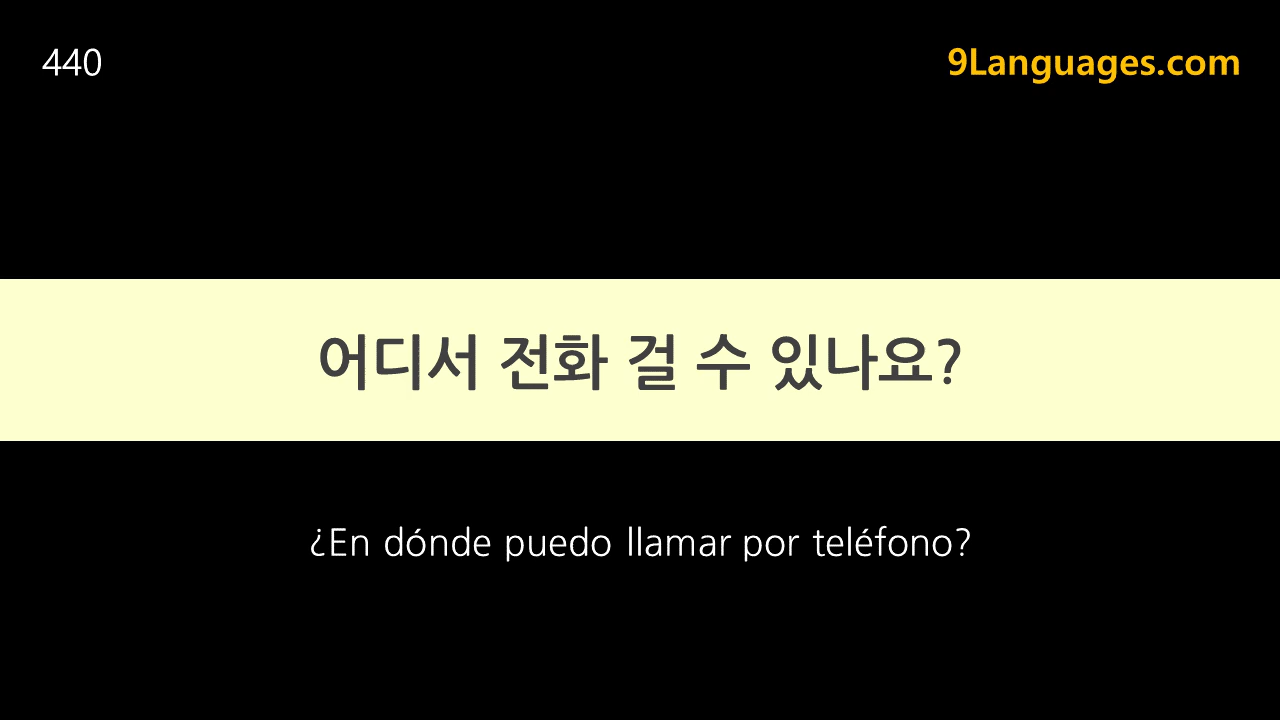 440
9Languages.com
어디서 전화 걸 수 있나요?
¿En dónde puedo llamar por teléfono?